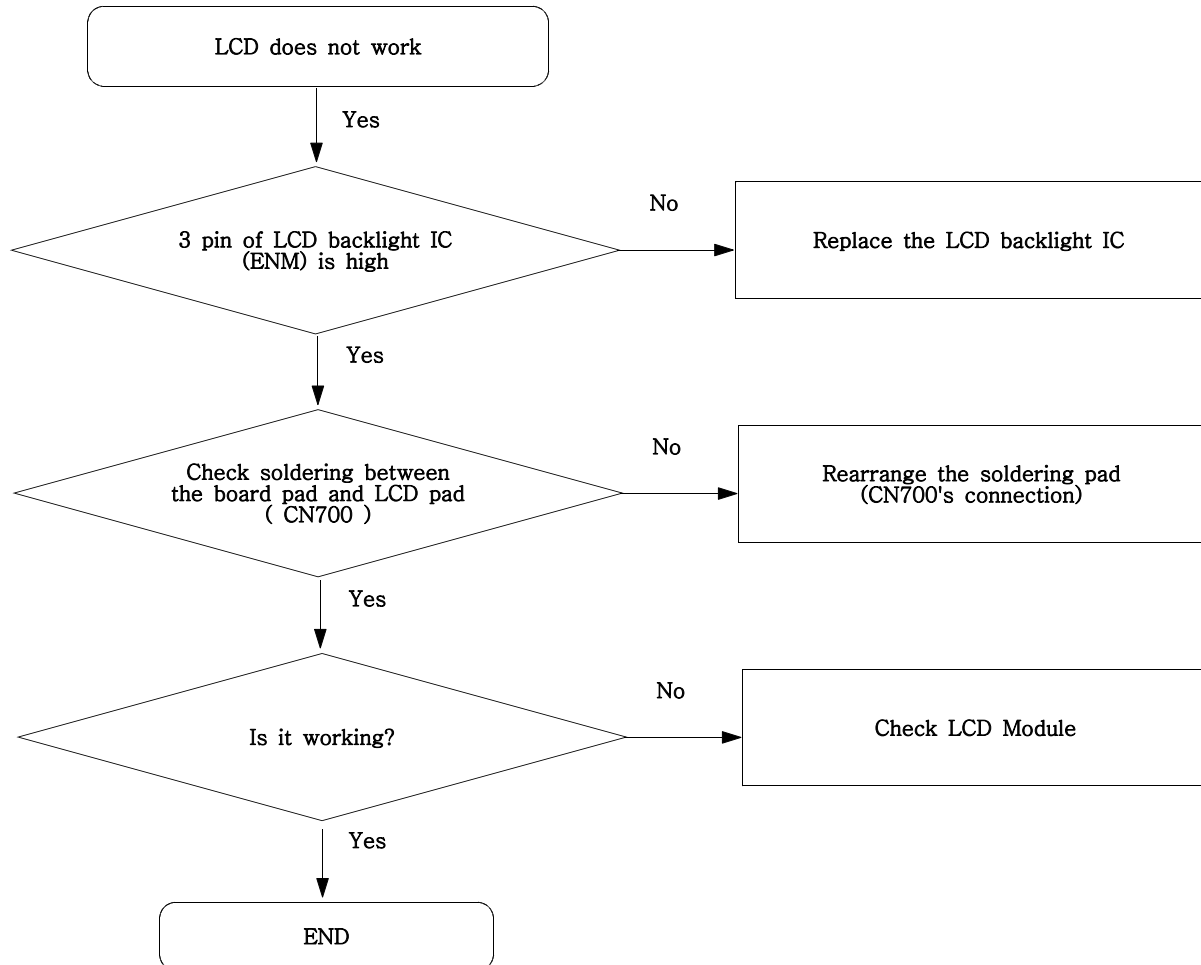 LCD does not work
Yes
3 pin of LCD backlight IC
(ENM) is high
No
Replace the LCD backlight IC
Yes
Check soldering between
the board pad and LCD pad
( CN700 )
No
Rearrange the soldering pad
(CN700's connection)
Yes
Is it working?
No
Check LCD Module
Yes
END